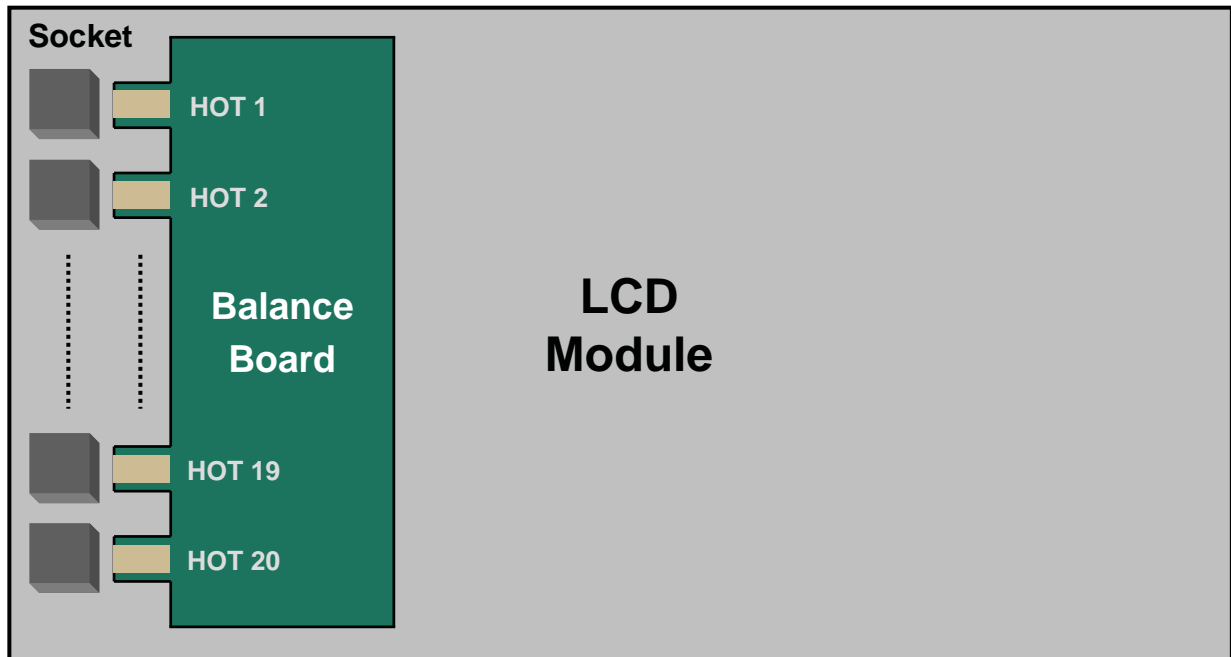 Socket
HOT 1
HOT 2
Balance
Board
LCD
Module
HOT 19
HOT 20